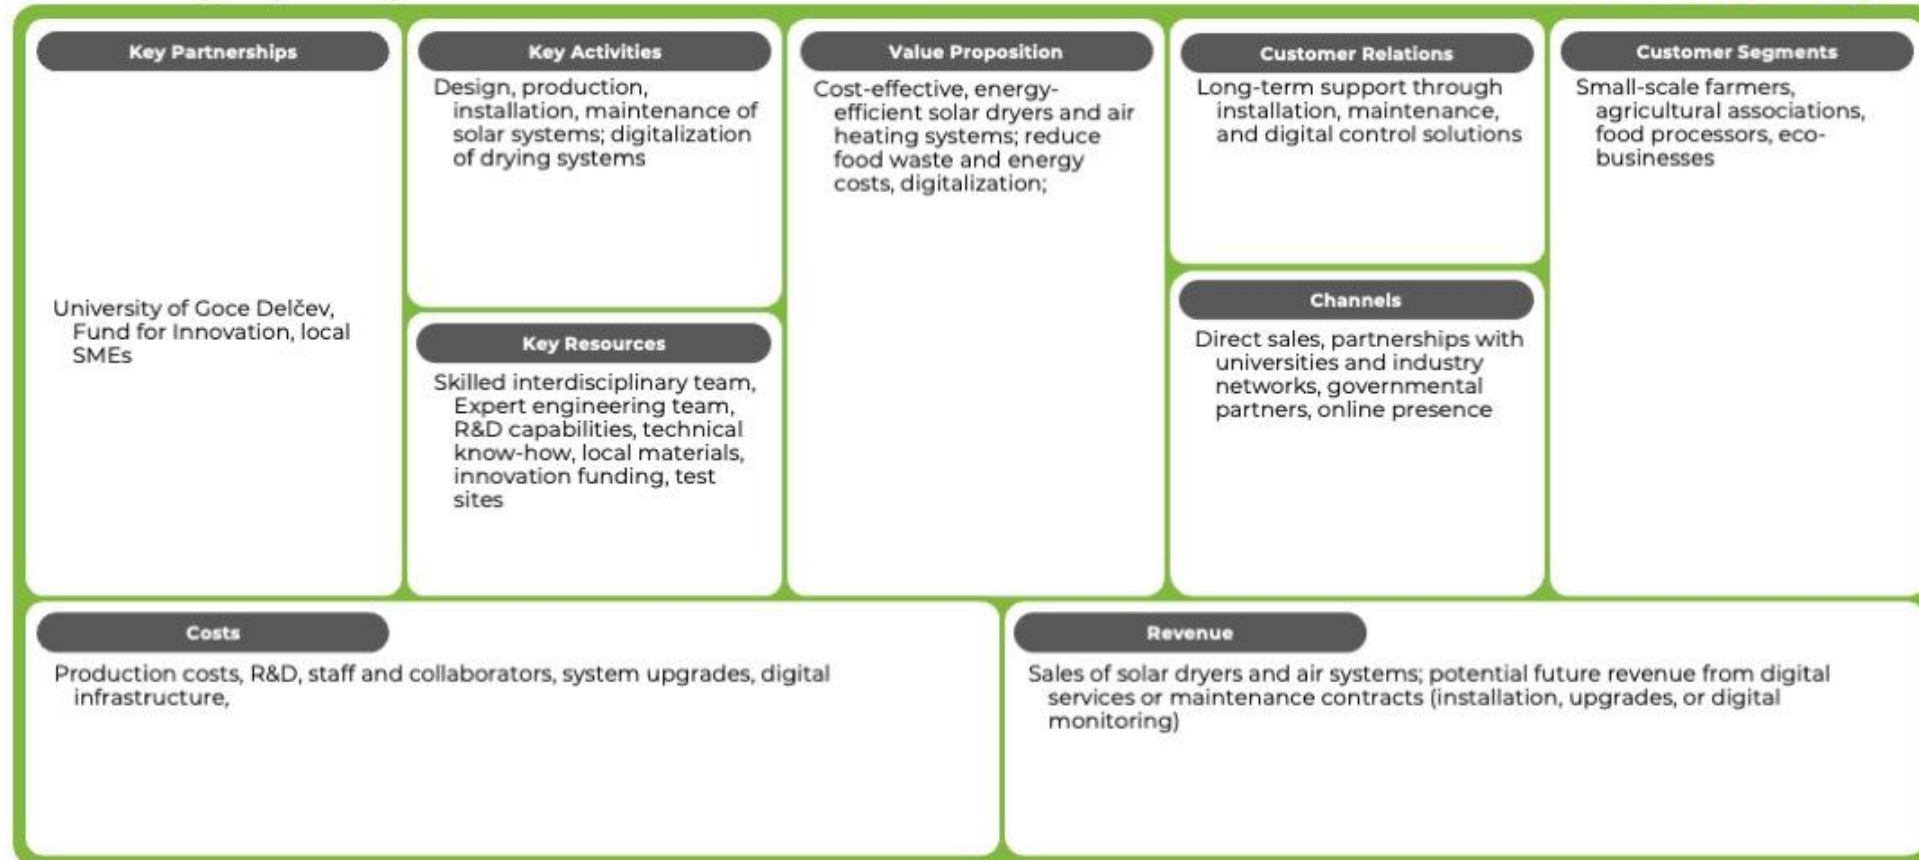 Key Partnerships
University of Goce Delčev,
Fund for Innovation, local
SMEs
Key Activities
Design, production,
installation, maintenance of
solar systems; digitalization
of drying systems
Key Resources
Skilled interdisciplinary team,
Expert engineering team,
R&D capabilities, technical
know-how, local materials,
innovation funding, test
sites
Value Proposition
Cost-effective, energy-
efficient solar dryers and air
heating systems; reduce
food waste and energy
costs, digitalization;
Customer Relations
Long-term support through
installation, maintenance,
and digital control solutions
Channels
Direct sales, partnerships with
universities and industry
networks, governmental
partners, online presence
Customer Segments
Small-scale farmers,
agricultural associations,
food processors, eco-
businesses
Costs
Production costs, R&D, staff and collaborators, system upgrades, digital
infrastructure,
Revenue
Sales of solar dryers and air systems; potential future revenue from digital
services or maintenance contracts (installation, upgrades, or digital
monitoring)